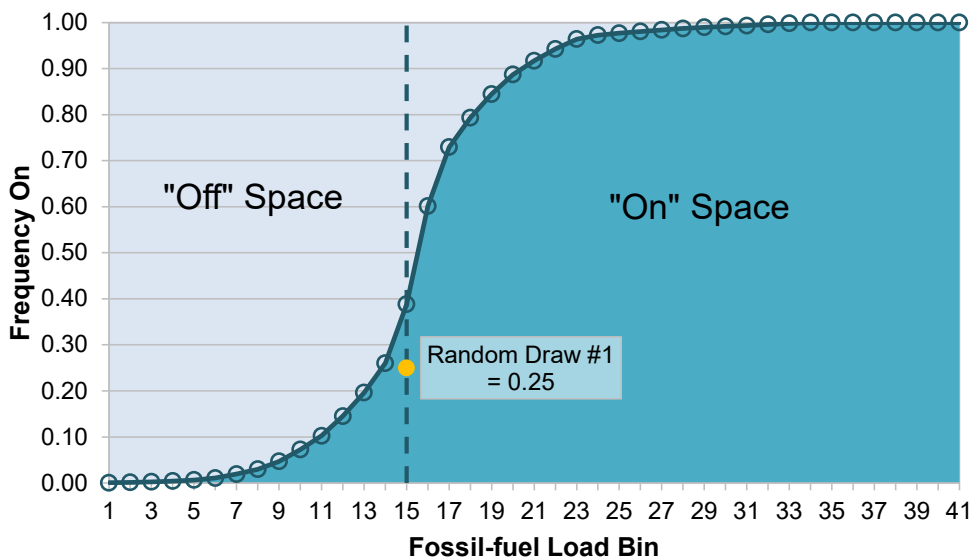 1.00
0.90
0.80
0.70
0.60
0.50
0.40
0.30
0.20
0.10
0.00
Frequency On
"Off" Space
"On" Space
Random Draw #1
= 0.25
1 3 5 7 9 11 13 15 17 19 21 23 25 27 29 31 33 35 37 39 41
Fossil-fuel Load Bin